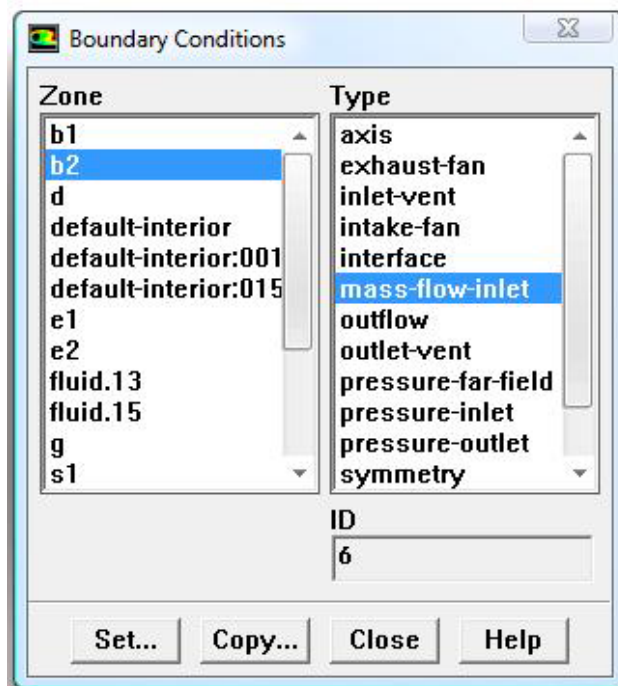 Boundary Conditions
Zone
b1
b2
d
default-interior
default-interior:001
default-interior:015
e1
e2
fluid.13
fluid.15
g
s1
Type
axis
exhaust-fan
inlet-vent
intake-fan
interface
mass-flow-inlet
outflow
outlet-vent
pressure-far-field
pressure-inlet
pressure-outlet
symmetry
ID
6
Set... Copy... Close Help